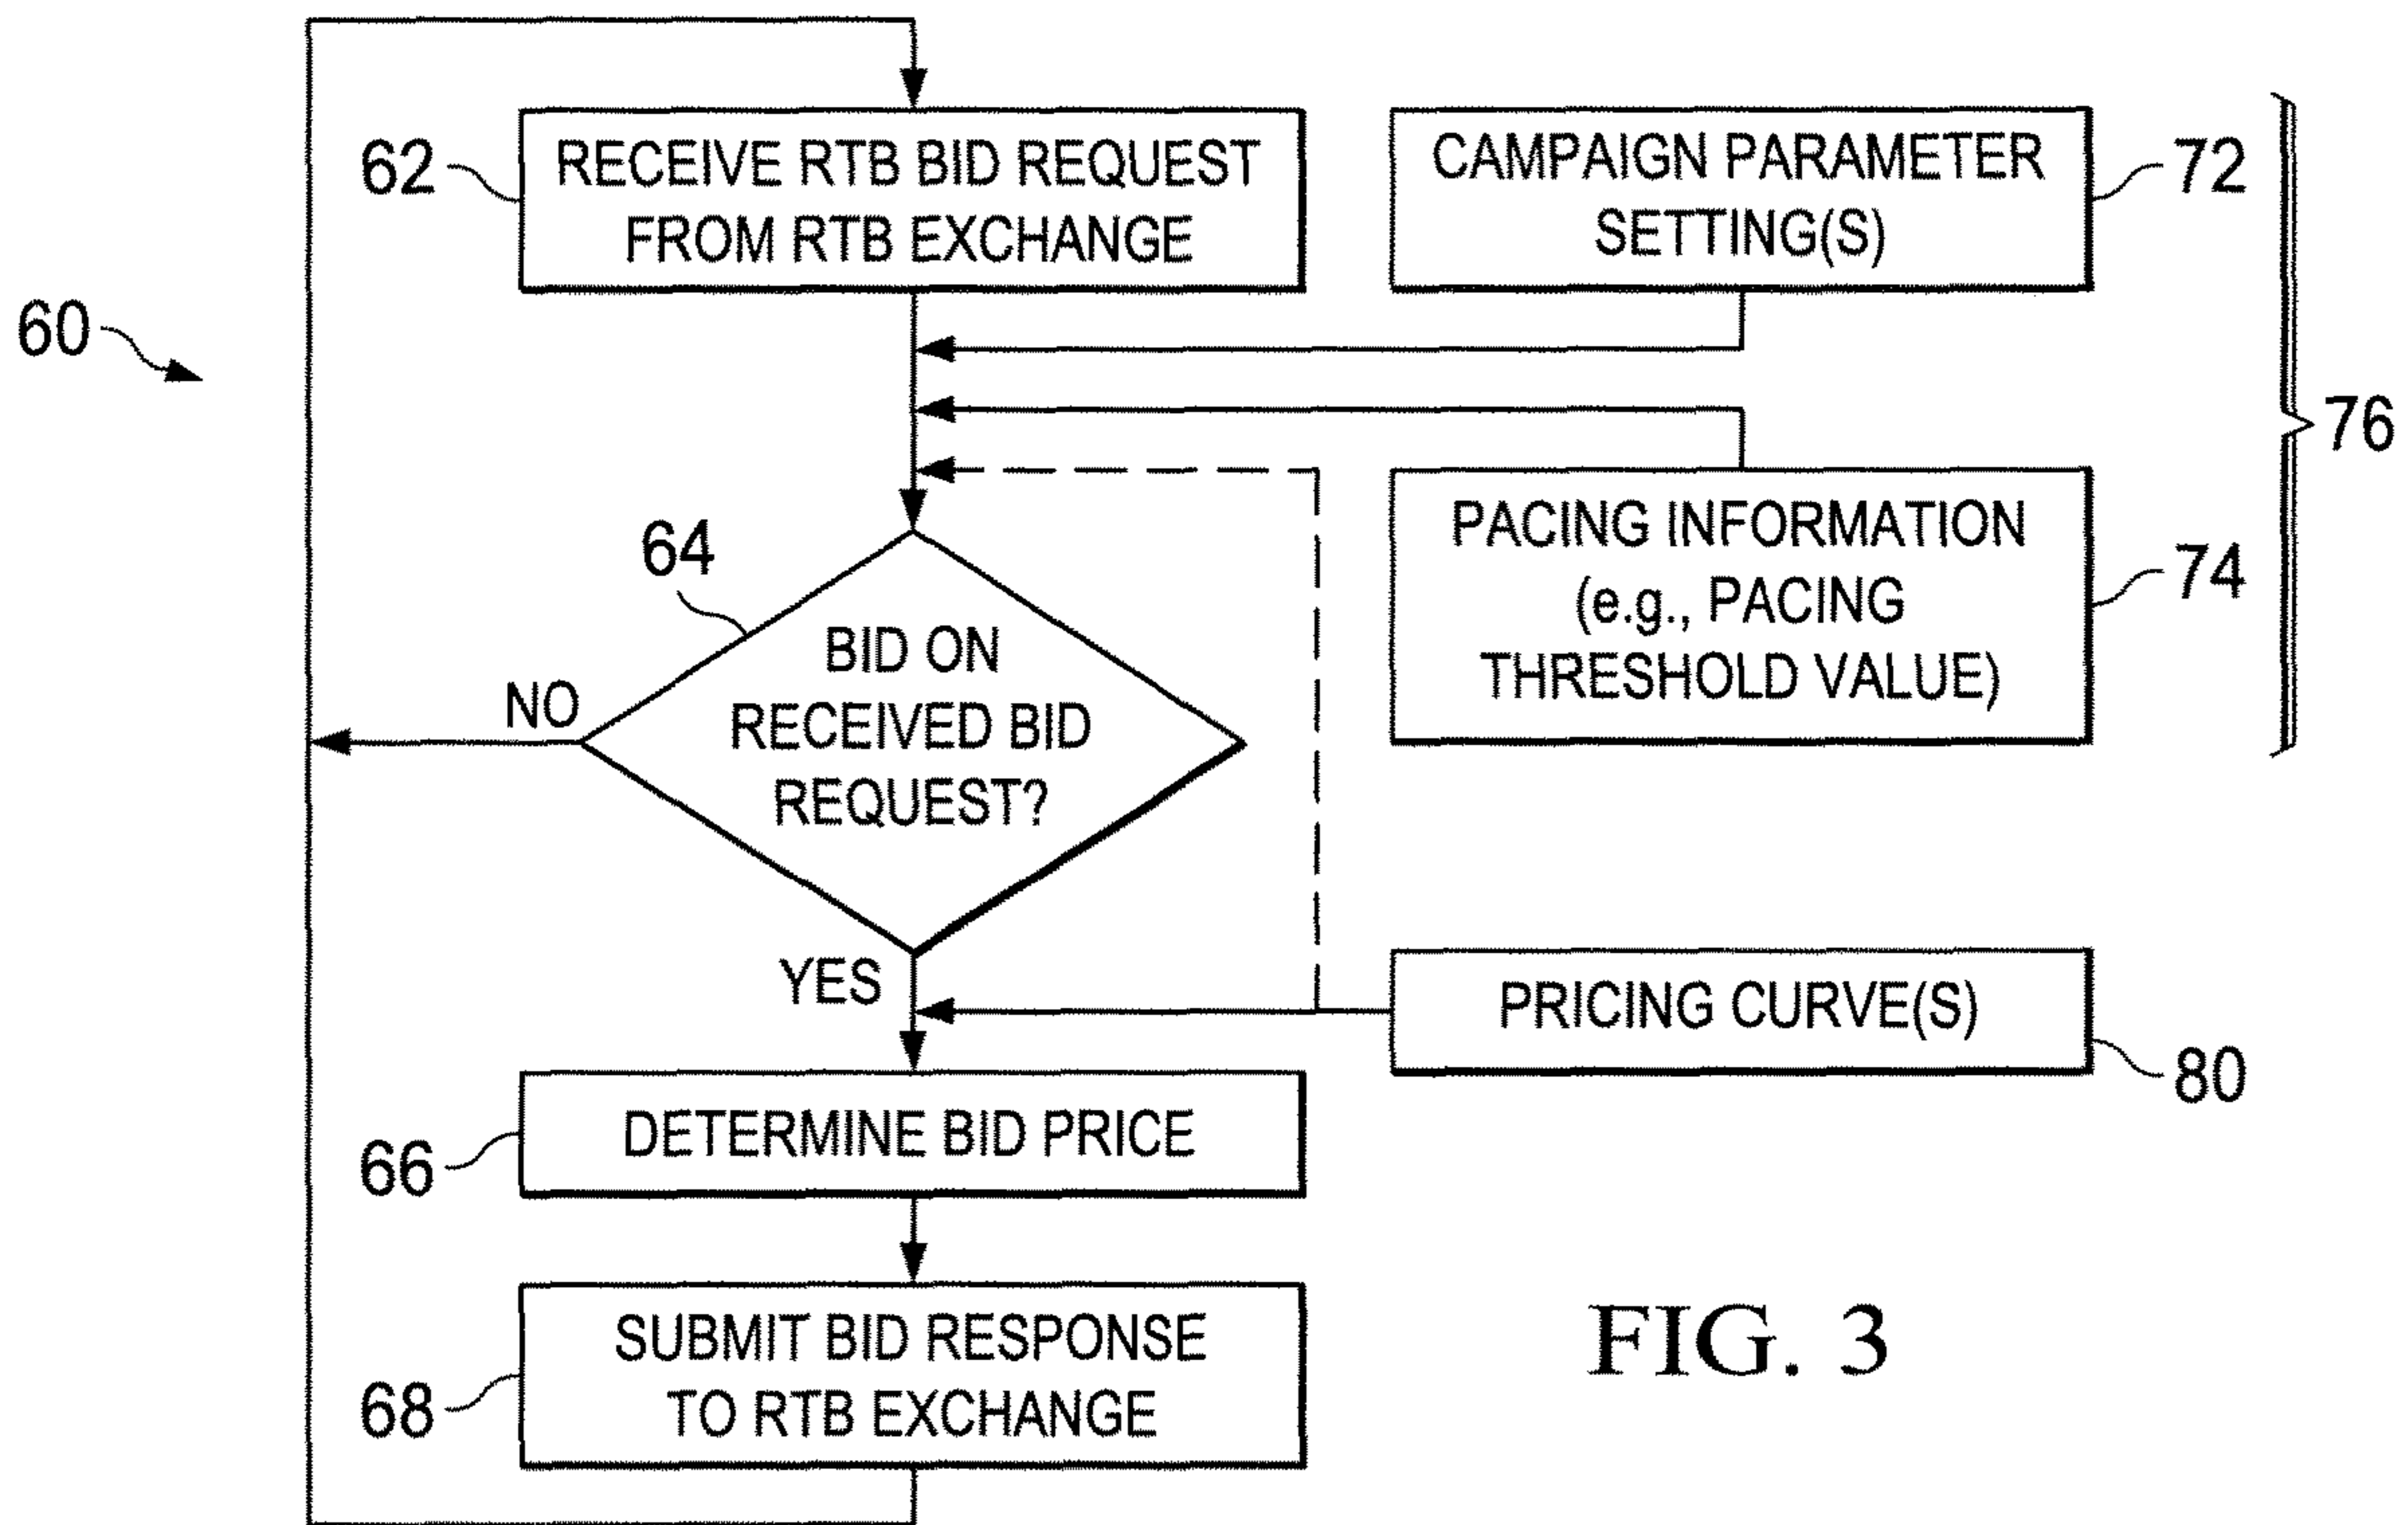 62
RECEIVE RTB BID REQUEST
FROM RTB EXCHANGE
CAMPAIGN PARAMETER
SETTING(S)
72
60
76
64
BID ON
RECEIVED BID
REQUEST?
NO
YES
PACING INFORMATION
(e.g., PACING
THRESHOLD VALUE)
74
PRICING CURVE(S)
80
66
DETERMINE BID PRICE
68
SUBMIT BID RESPONSE
TO RTB EXCHANGE
FIG. 3